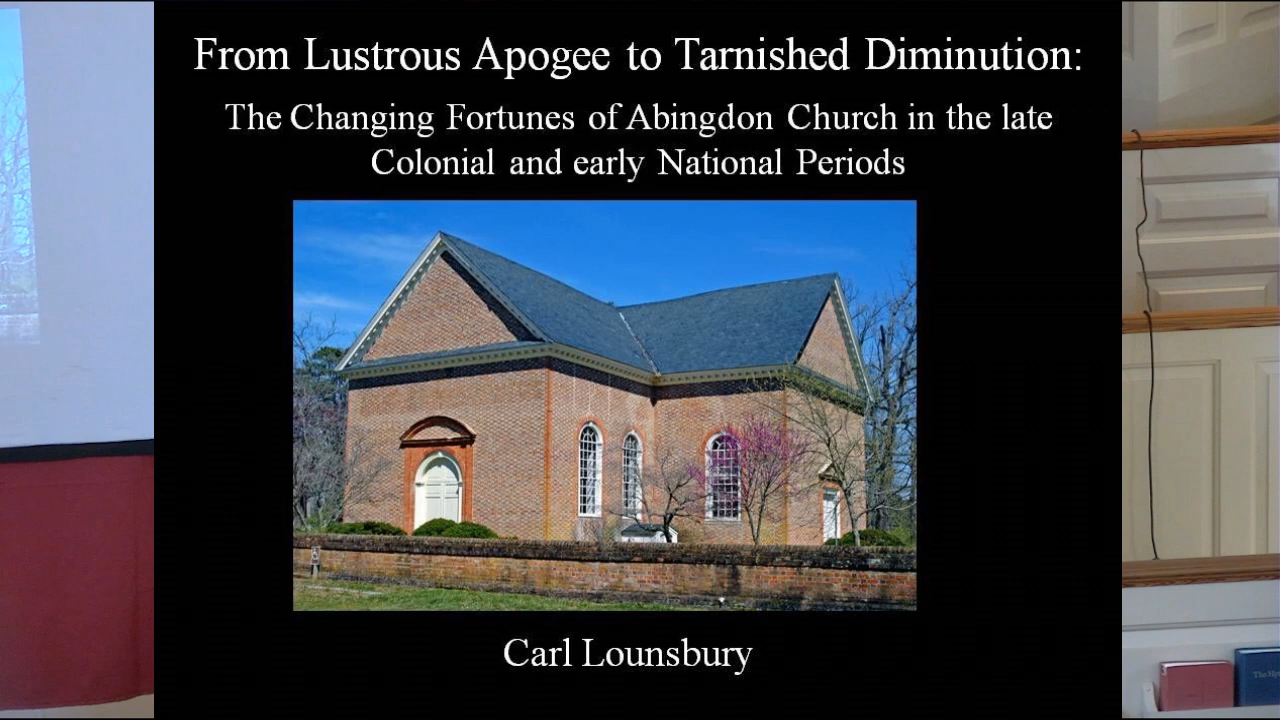 From Lustrous Apogee to Tarnished Diminution:
The Changing Fortunes of Abingdon Church in the late
Colonial and early National Periods
Carl Lounsbury